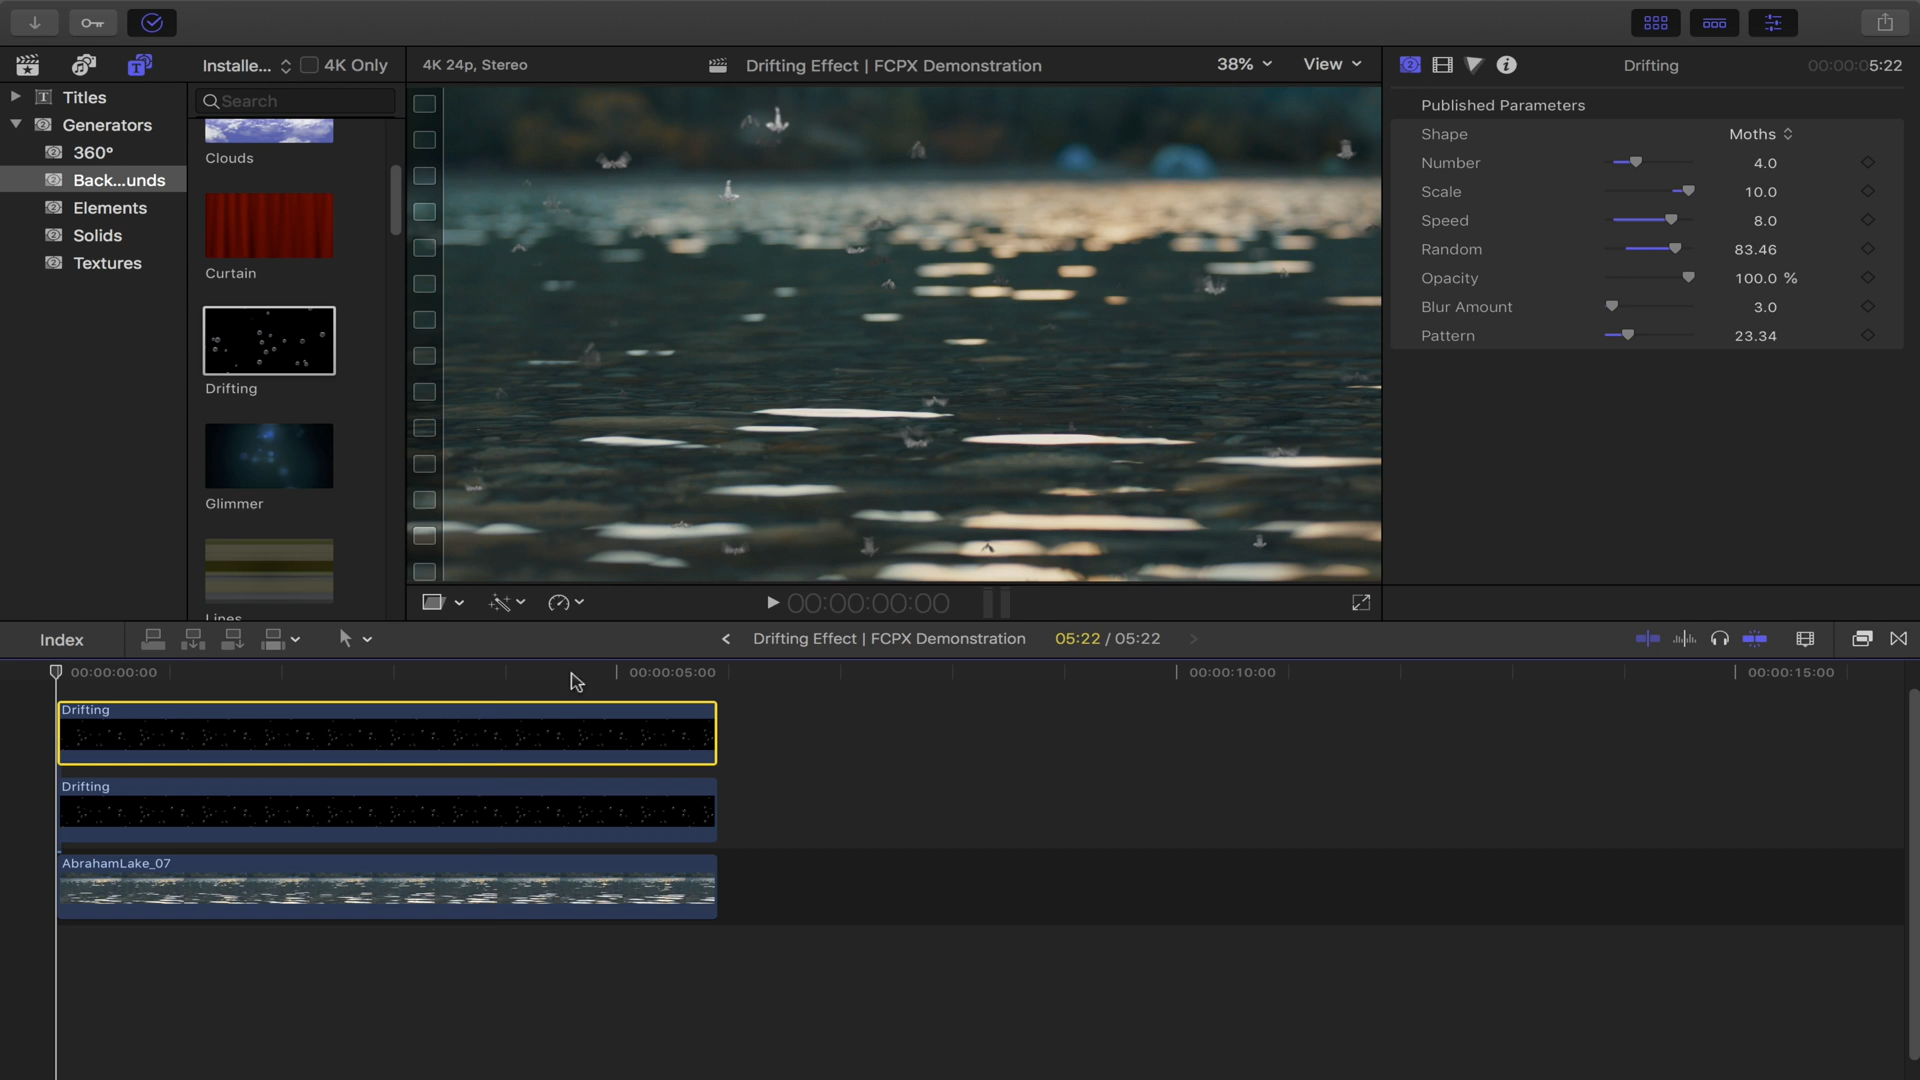 Installe...
4K Only
4K 24p, Stereo
Drifting Effect | FCPX Demonstration
38%
View
Drifting
00:00:05:22
Titles
Generators
360°
Back...unds
Elements
Solids
Textures
Search
Clouds
Curtain
Drifting
Glimmer
Lines
Published Parameters
Shape Moths
Number 4.0
Scale 10.0
Speed 8.0
Random 83.46
Opacity 100.0 %
Blur Amount 3.0
Pattern 23.34
00:00:00:00
Index
Drifting Effect | FCPX Demonstration 05:22 / 05:22
00:00:00:00
00:00:05:00
00:00:10:00
00:00:15:00
Drifting
Drifting
AbrahamLake_07